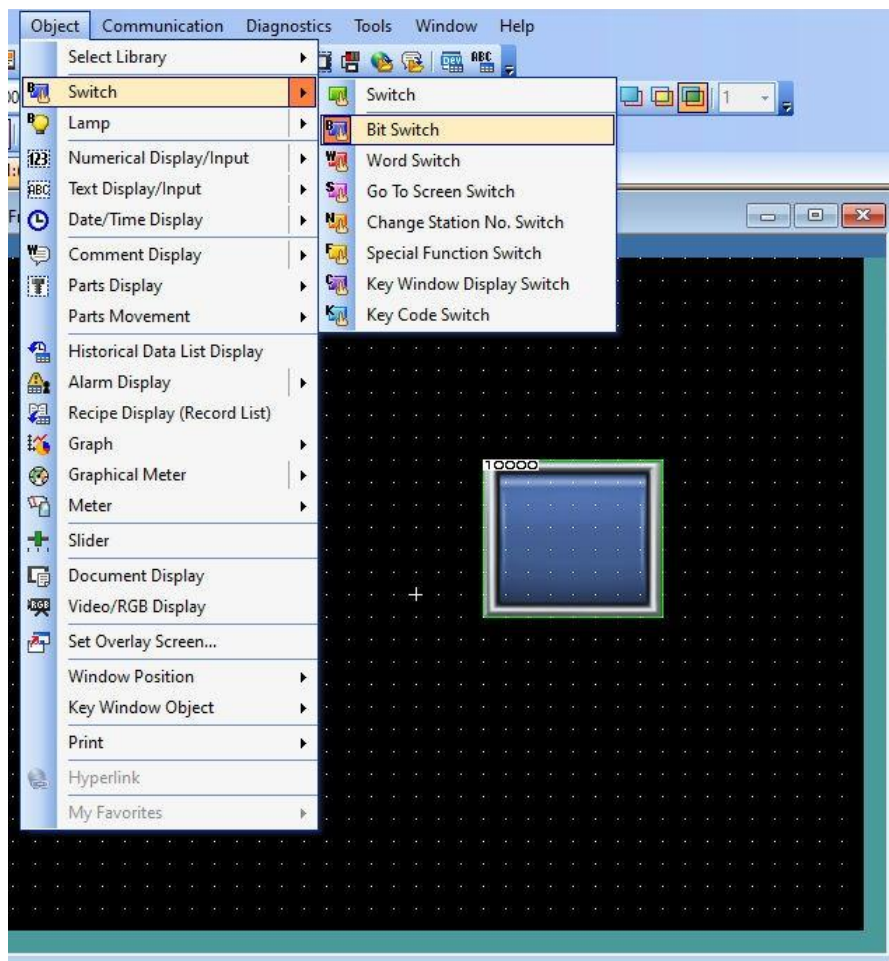 Object Communication Diagnostics Tools Window Help
Select Library
DEV ABC
Switch
Switch
1
Lamp
Bit Switch
Numerical Display/Input
Word Switch
Text Display/Input
Go To Screen Switch
Date/Time Display
Change Station No. Switch
Comment Display
Special Function Switch
Parts Display
Key Window Display Switch
Parts Movement
Key Code Switch
Historical Data List Display
Alarm Display
Recipe Display (Record List)
Graph
10000
Graphical Meter
Meter
Slider
Document Display
Video/RGB Display
Set Overlay Screen...
Window Position
Key Window Object
Print
Hyperlink
My Favorites